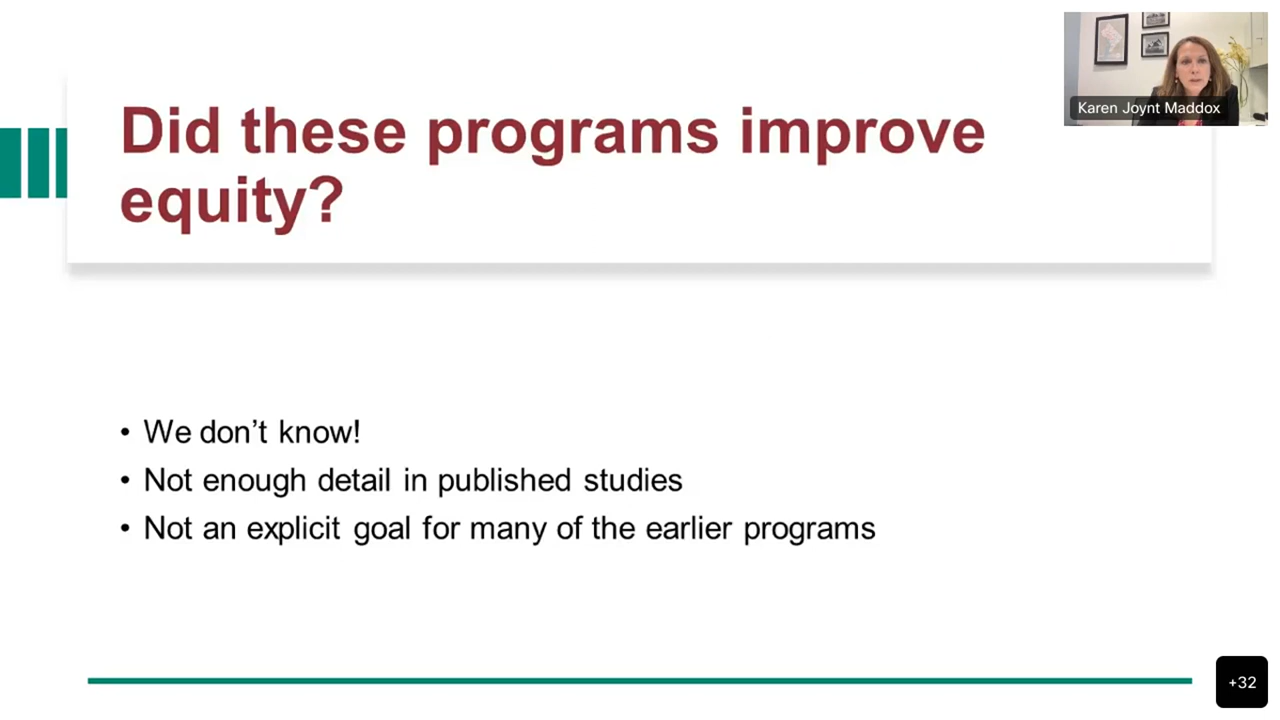 Did these programs improve
equity?
Karen Joynt Maddox
• We don’t know!
• Not enough detail in published studies
• Not an explicit goal for many of the earlier programs
+32